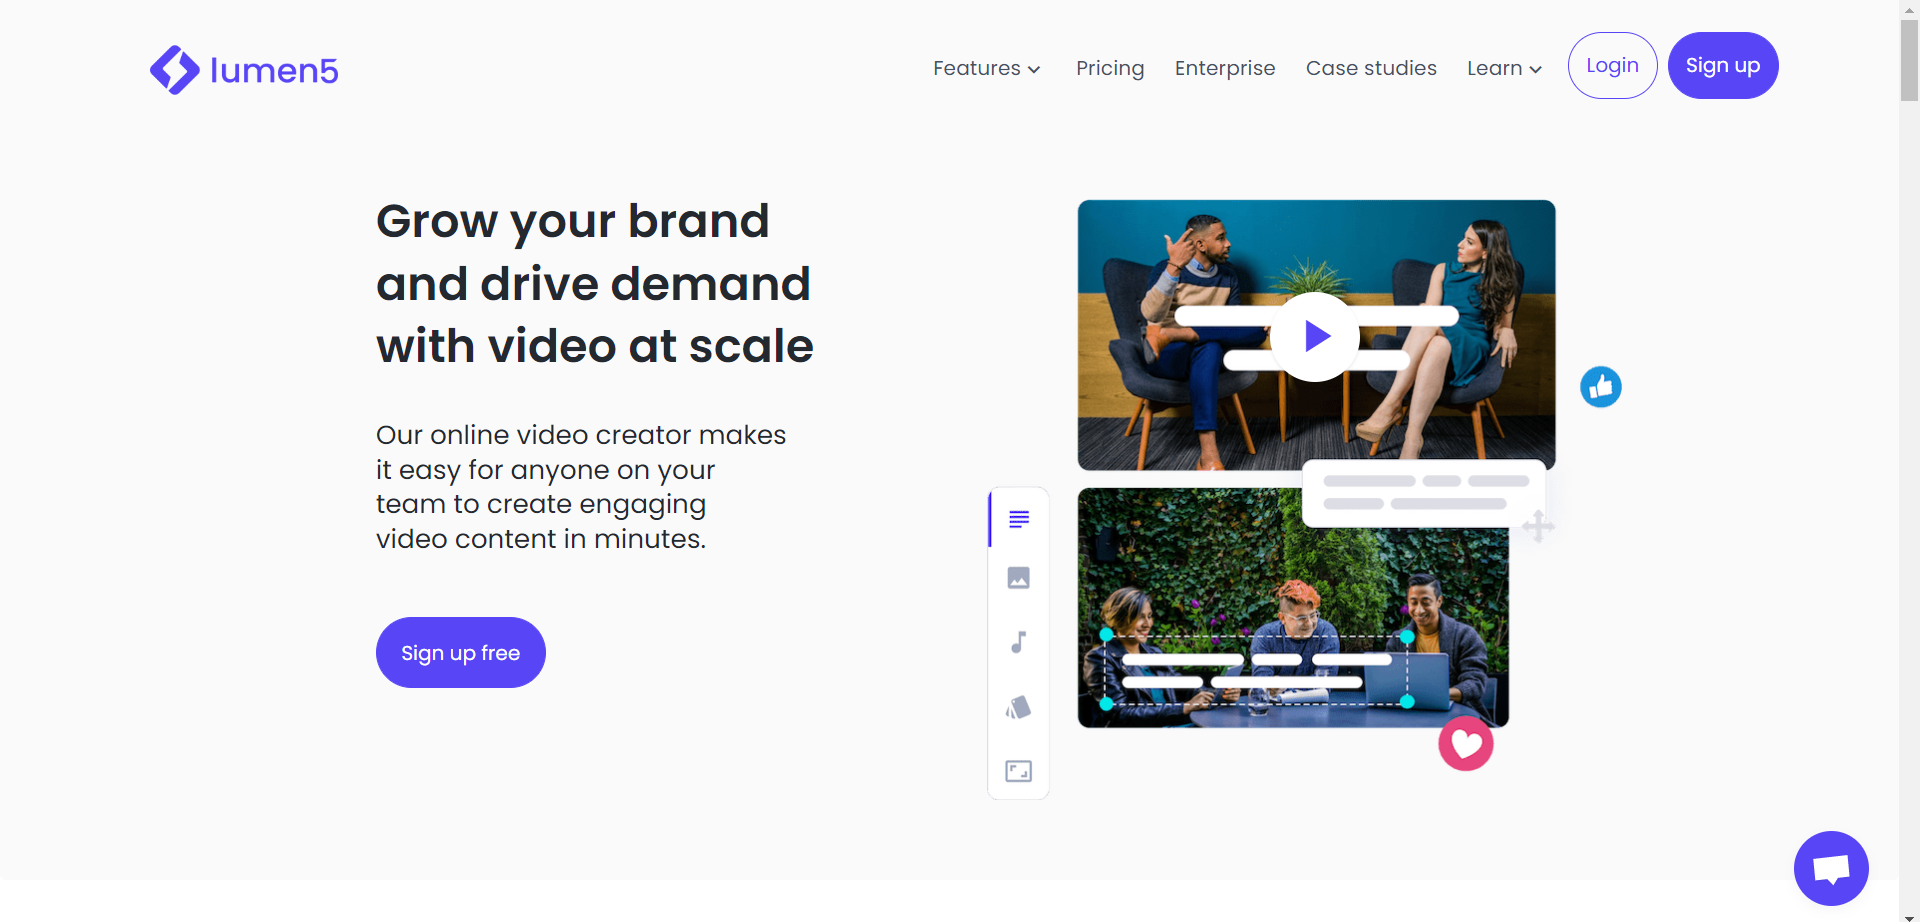 lumen5
Features
Pricing
Enterprise
Case studies
Learn
Login
Sign up
Grow your brand
and drive demand
with video at scale
Our online video creator makes
it easy for anyone on your
team to create engaging
video content in minutes.
Sign up free